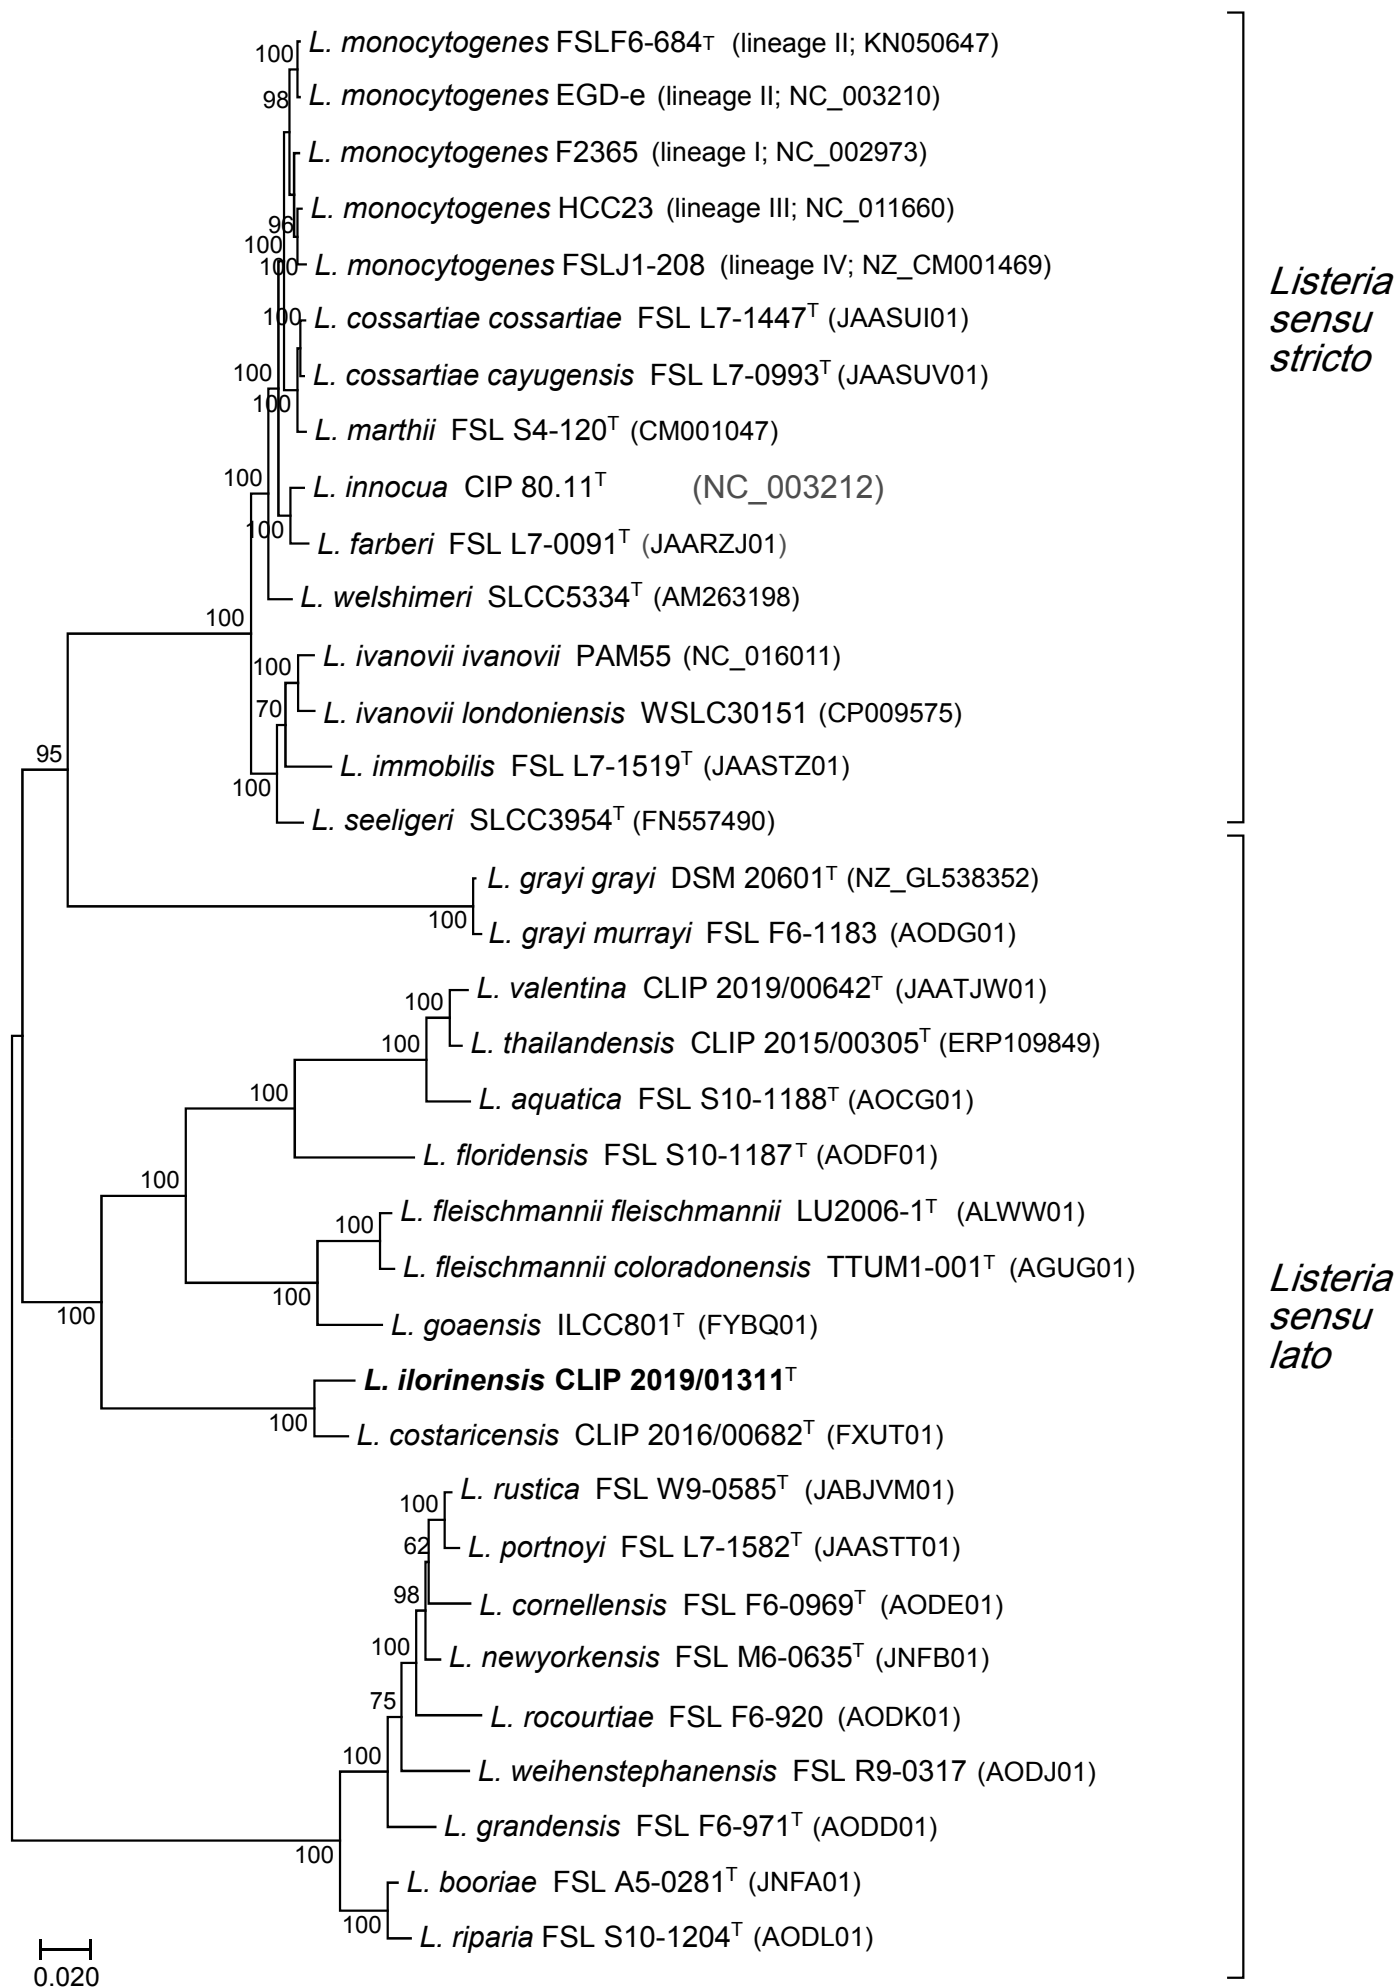 100
L. monocytogenes FSLF6-684T (lineage II; KN050647)
98
L. monocytogenes EGD-e (lineage II; NC_003210)
L. monocytogenes F2365 (lineage I; NC_002973)
L. monocytogenes HCC23 (lineage III; NC_011660)
96
100
100
L. monocytogenes FSLJ1-208 (lineage IV; NZ_CM001469)
100
L. cossartiae cossartiae FSL L7-1447T (JAASUI01)
100
L. cossartiae cayugensis FSL L7-0993T (JAASUV01)
100
L. marthii FSL S4-120T (CM001047)
100
L. innocua CIP 80.11T (NC_003212)
100
L. farberi FSL L7-0091T (JAARZJ01)
L. welshimeri SLCC5334T (AM263198)
100
L. ivanovii ivanovii PAM55 (NC_016011)
100
70
L. ivanovii londoniensis WSLC30151 (CP009575)
95
L. immobilis FSL L7-1519T (JAASTZ01)
100
L. seeligeri SLCC3954T (FN557490)
Listeria
sensu
stricto
L. grayi grayi DSM 20601T (NZ_GL538352)
100
L. grayi murrayi FSL F6-1183 (AODG01)
L. valentina CLIP 2019/00642T (JAATJW01)
100
100
L. thailandensis CLIP 2015/00305T (ERP109849)
100
L. aquatica FSL S10-1188T (AOCG01)
L. floridensis FSL S10-1187T (AODF01)
100
L. fleischmannii fleischmannii LU2006-1T (ALWW01)
100
L. fleischmannii coloradonensis TTUM1-001T (AGUG01)
100
100
L. goaensis ILCC801T (FYBQ01)
L. ilorinensis CLIP 2019/01311T
100
L. costaricensis CLIP 2016/00682T (FXUT01)
Listeria
sensu
lato
L. rustica FSL W9-0585T (JABJVM01)
100
62
L. portnoyi FSL L7-1582T (JAASTT01)
98
L. cornellensis FSL F6-0969T (AODE01)
100
L. newyorkensis FSL M6-0635T (JNFB01)
75
L. rocourtiae FSL F6-920 (AODK01)
100
L. weihenstephanensis FSL R9-0317 (AODJ01)
L. grandensis FSL F6-971T (AODD01)
100
L. booriae FSL A5-0281T (JNFA01)
100
L. riparia FSL S10-1204T (AODL01)
0.020